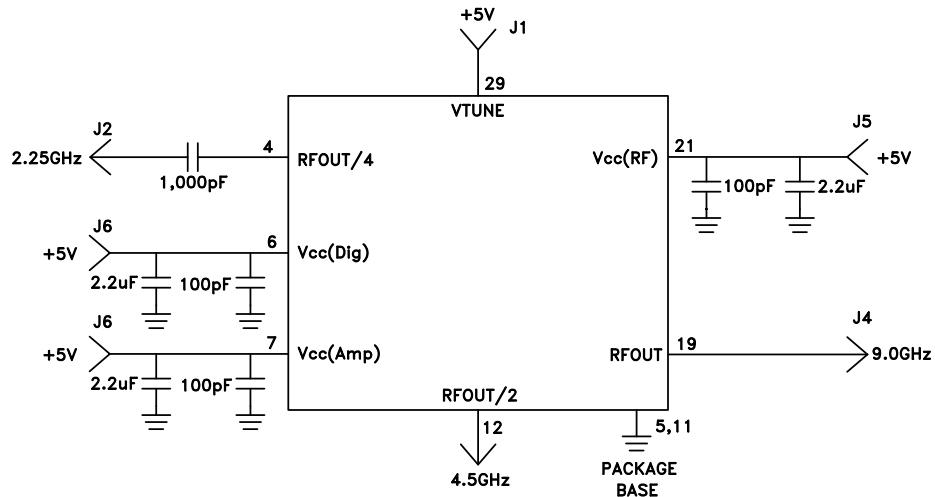 +5V
J1
29
VTUNE
J2
2.25GHz
4
RFOUT/4
1,000pF
21
Vcc(RF)
J5
+5V
100pF
2.2uF
J6
+5V
6
Vcc(Dig)
2.2uF
100pF
J6
+5V
7
Vcc(Amp)
2.2uF
100pF
19
RFOUT
J4
9.0GHz
RFOUT/2
12
4.5GHz
5,11
PACKAGE
BASE